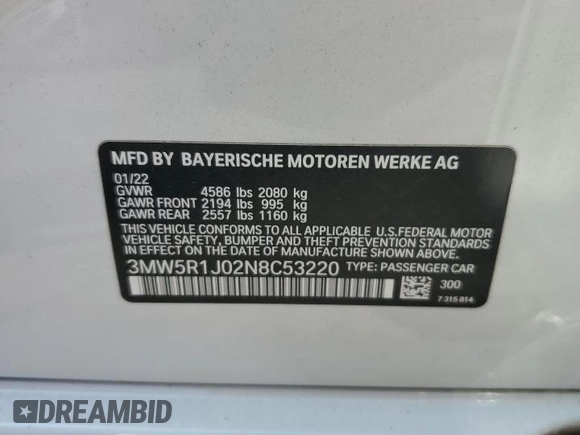 MFD BY BAYERISCHE MOTOREN WERKE AG
01/22
GVWR 4586 lbs 2080 kg
GAWR FRONT 2194 lbs 995 kg
GAWR REAR 2557 lbs 1160 kg
THIS VEHICLE CONFORMS TO ALL APPLICABLE U.S.FEDERAL MOTOR
VEHICLE SAFETY, BUMPER AND THEFT PREVENTION STANDARDS
IN EFFECT ON THE DATE OF MANUFACTURE SHOWN ABOVE.
3MW5R1J02N8C53220 TYPE: PASSENGER CAR
300
7 315 814
DREAMBID